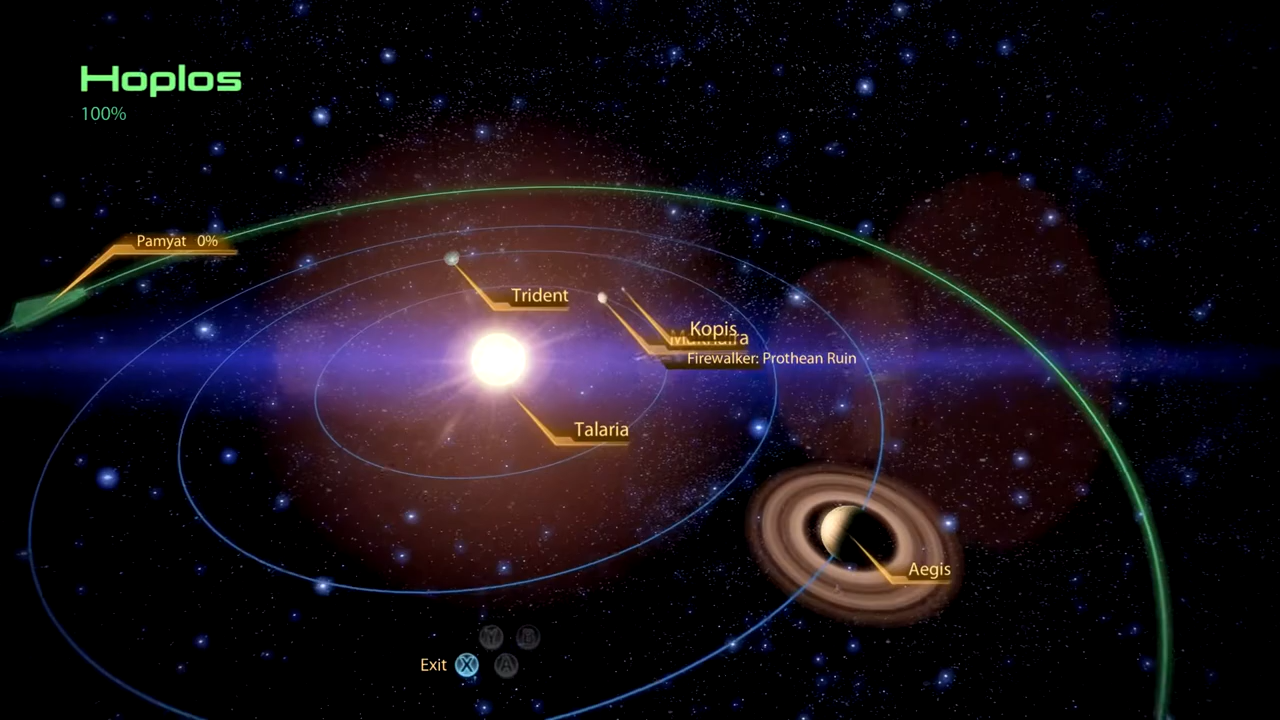 Hoplos
100%
Pamyat 0%
Trident
Kopis
Firewalker: Prothean Ruin
Talaria
Aegis
Y B
Exit X A